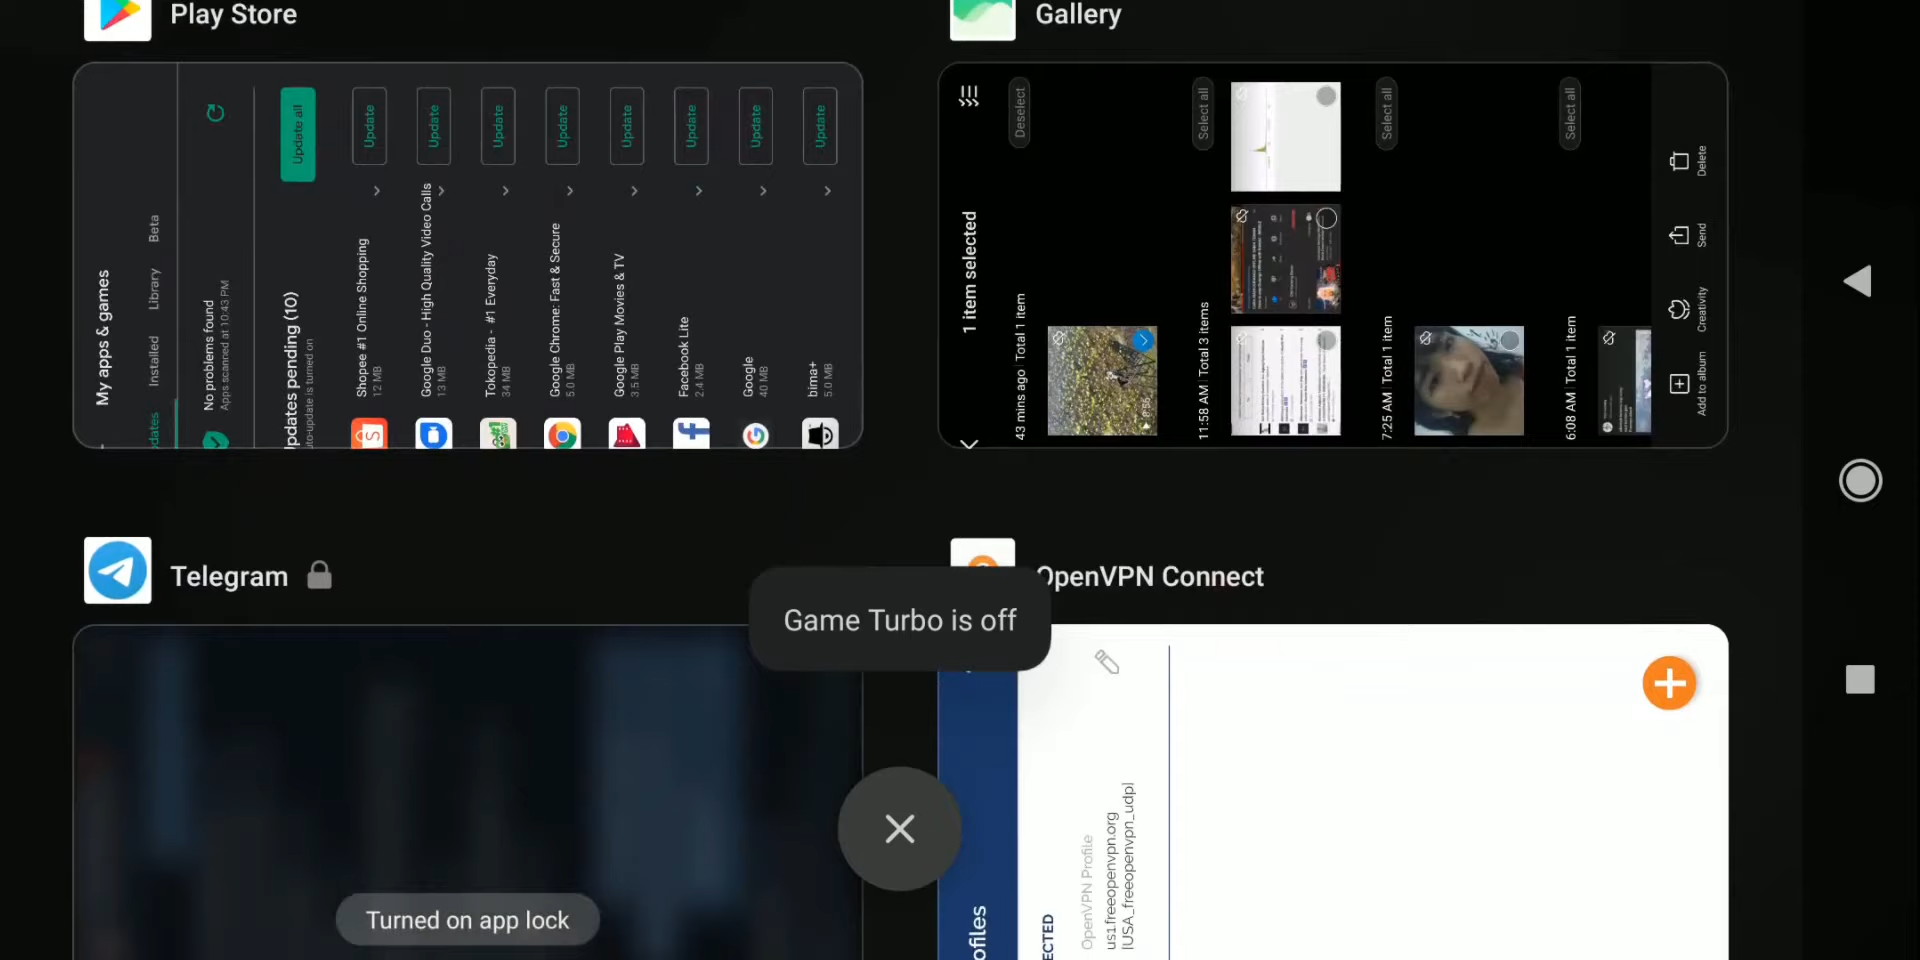 Play Store
My apps & games
Installed
Library
Beta
No problems found
Apps scanned at 10:43 PM
Update all
Shopee #1 Online Shopping
12 MB
Update
Google Duo - High Quality Video Calls
13 MB
Update
Tokopedia - #1 Everyday
34 MB
Update
Google Chrome: Fast & Secure
5.0 MB
Update
Google Play Movies & TV
3.5 MB
Update
Facebook Lite
2.4 MB
Update
Google
40 MB
Update
bima+
5.0 MB
Update
Gallery
1 item selected
43 mins ago | Total 1 item
Deselect
11:58 AM | Total 3 items
Select all
7:25 AM | Total 1 item
Select all
6:08 AM | Total 1 item
Select all
Add to album
Creativity
Send
Delete
Telegram
Turned on app lock
Game Turbo is off
OpenVPN Connect
OpenVPN Profile
us1.freeopenvpn.org